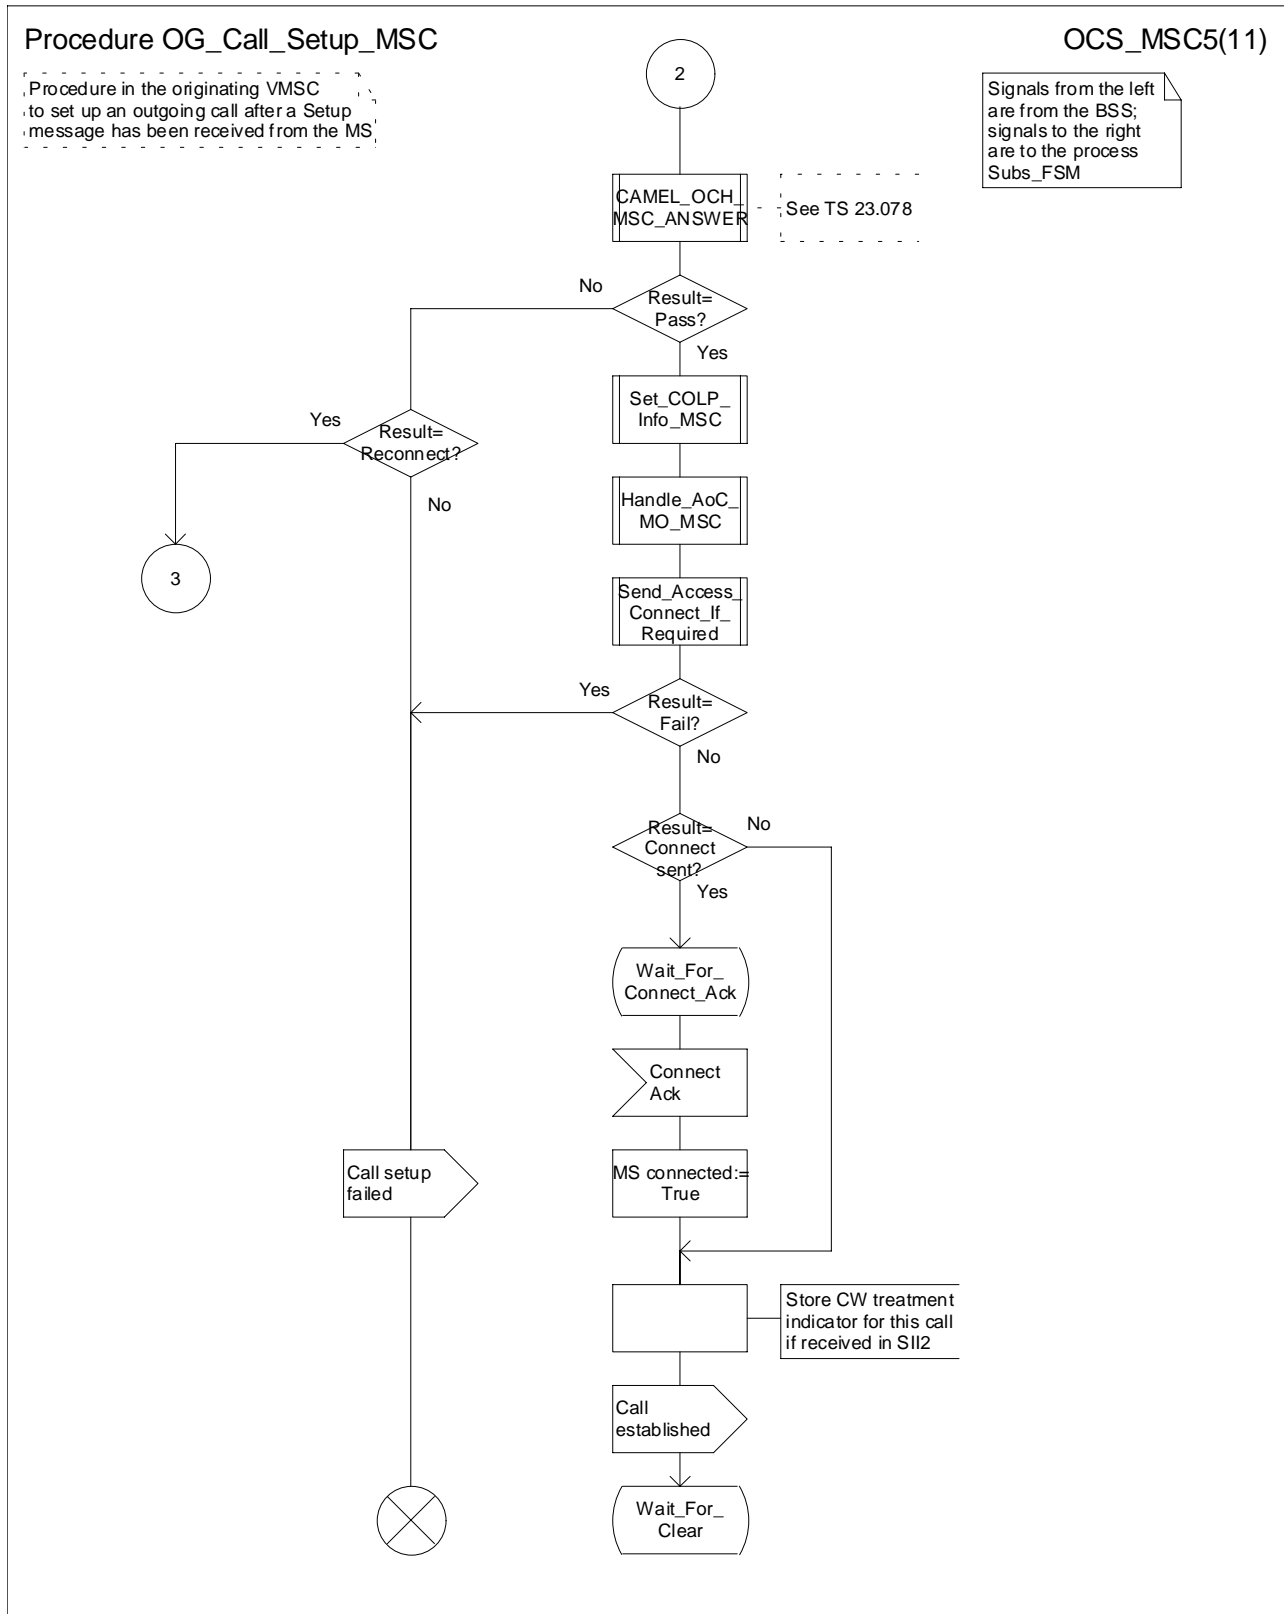 Procedure OG_Call_Setup_MSC
OCS_MSC5(11)
Procedure in the originating VMSC
to set up an outgoing call after a Setup
message has been received from the MS
2
Signals from the left
are from the BSS;
signals to the right
are to the process
Subs_FSM
CAMEL_OCH_
MSC_ANSWER
See TS 23.078
No
Result=
Pass?
Yes
Set_COLP_
Info_MSC
Yes
Result=
Reconnect?
No
Handle_AoC_
MO_MSC
3
Send_Access_
Connect_If_
Required
Yes
Result=
Fail?
No
Result=
Connect
sent?
No
Yes
Wait_For_
Connect_Ack
Connect
Ack
Call setup
failed
MS connected:=
True
Store CW treatment
indicator for this call
if received in SII2
Call
established
Wait_For_
Clear